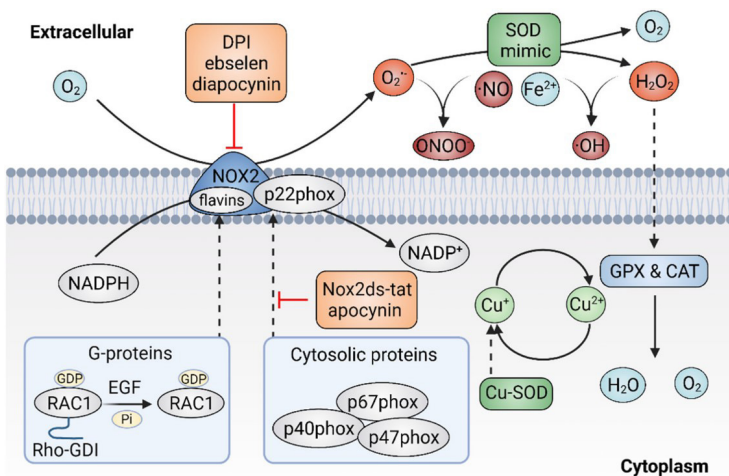 Extracellular
DPI
ebselen
diapocynin
SOD
mimic
O₂
O₂
O₂•-
•NO
Fe²⁺
H₂O₂
ONOO⁻
•OH
NOX2
flavins
p22phox
NADPH
NADP⁺
Nox2ds-tat
apocynin
Cu⁺
Cu²⁺
GPX & CAT
G-proteins
GDP
GDP
RAC1
EGF
RAC1
Pi
Rho-GDI
Cytosolic proteins
p67phox
p40phox
p47phox
Cu-SOD
H₂O
O₂
Cytoplasm